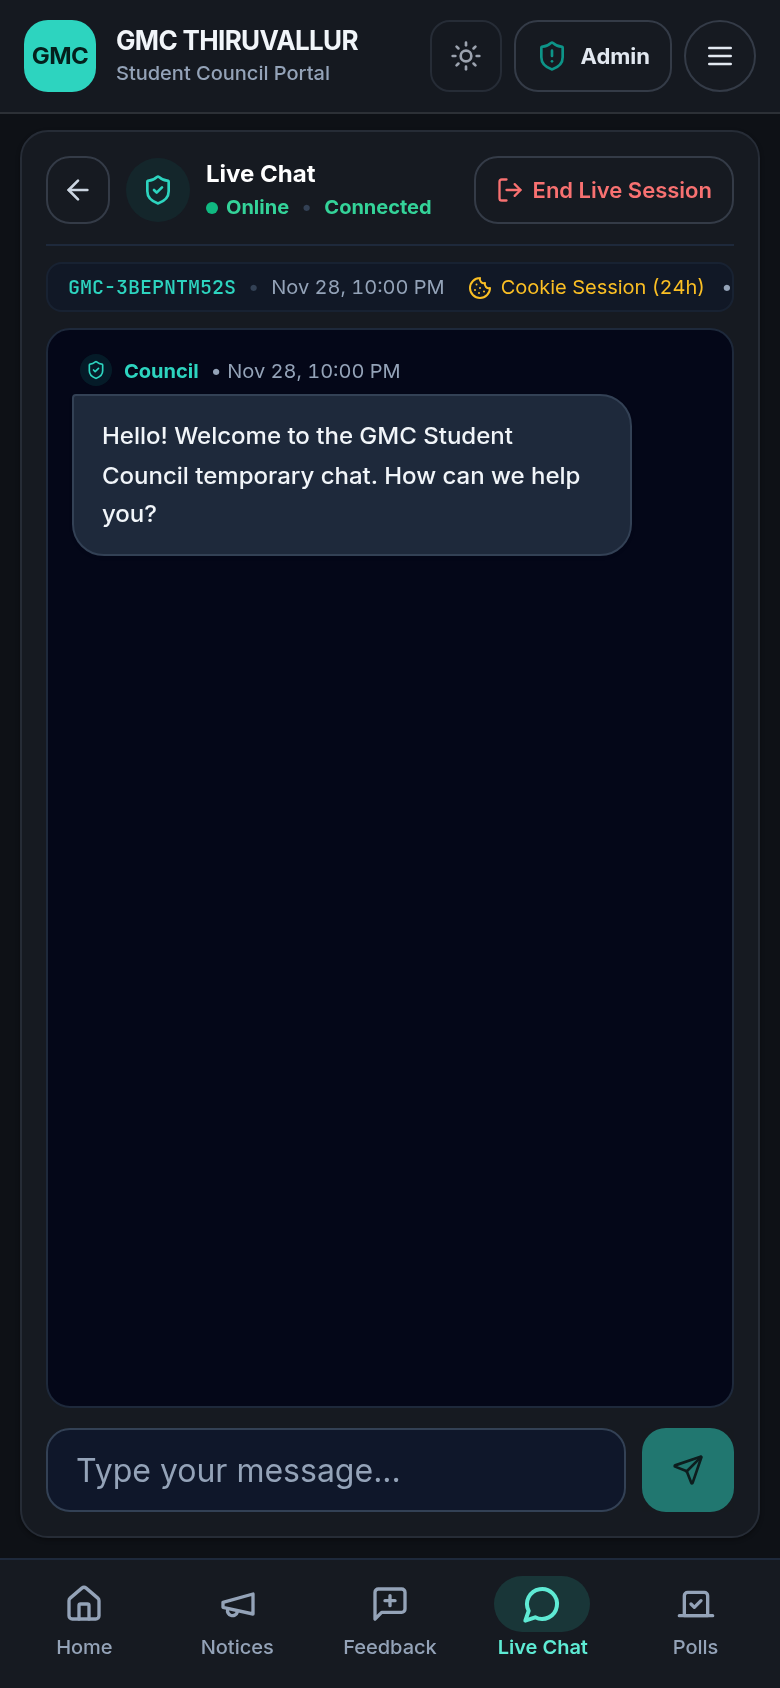 GMC
GMC THIRUVALLUR
Student Council Portal
Admin
Live Chat
Online • Connected
End Live Session
GMC-3BEPNTM52S • Nov 28, 10:00 PM Cookie Session (24h) •
Council • Nov 28, 10:00 PM
Hello! Welcome to the GMC Student
Council temporary chat. How can we help
you?
Type your message...
Home
Notices
Feedback
Live Chat
Polls